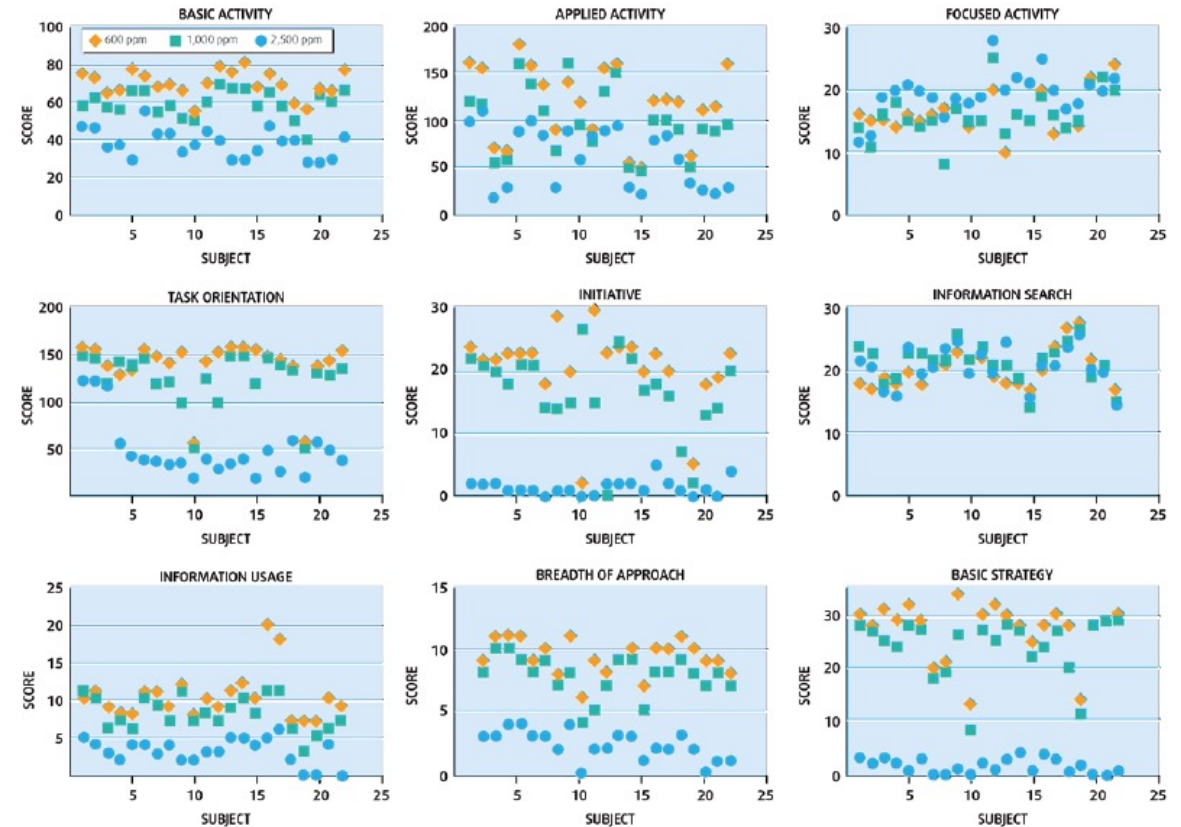 BASIC ACTIVITY
600 ppm 1,000 ppm 2,500 ppm
100
80
60
40
20
0
SCORE
5 10 15 20 25
SUBJECT
APPLIED ACTIVITY
200
150
100
50
0
SCORE
5 10 15 20 25
SUBJECT
FOCUSED ACTIVITY
30
20
10
0
SCORE
5 10 15 20 25
SUBJECT
TASK ORIENTATION
200
150
100
50
SCORE
5 10 15 20 25
SUBJECT
INITIATIVE
30
20
10
0
SCORE
5 10 15 20 25
SUBJECT
INFORMATION SEARCH
30
20
10
0
SCORE
5 10 15 20 25
SUBJECT
INFORMATION USAGE
25
20
15
10
5
SCORE
5 10 15 20 25
SUBJECT
BREADTH OF APPROACH
15
10
5
0
SCORE
5 10 15 20 25
SUBJECT
BASIC STRATEGY
30
20
10
0
SCORE
5 10 15 20 25
SUBJECT